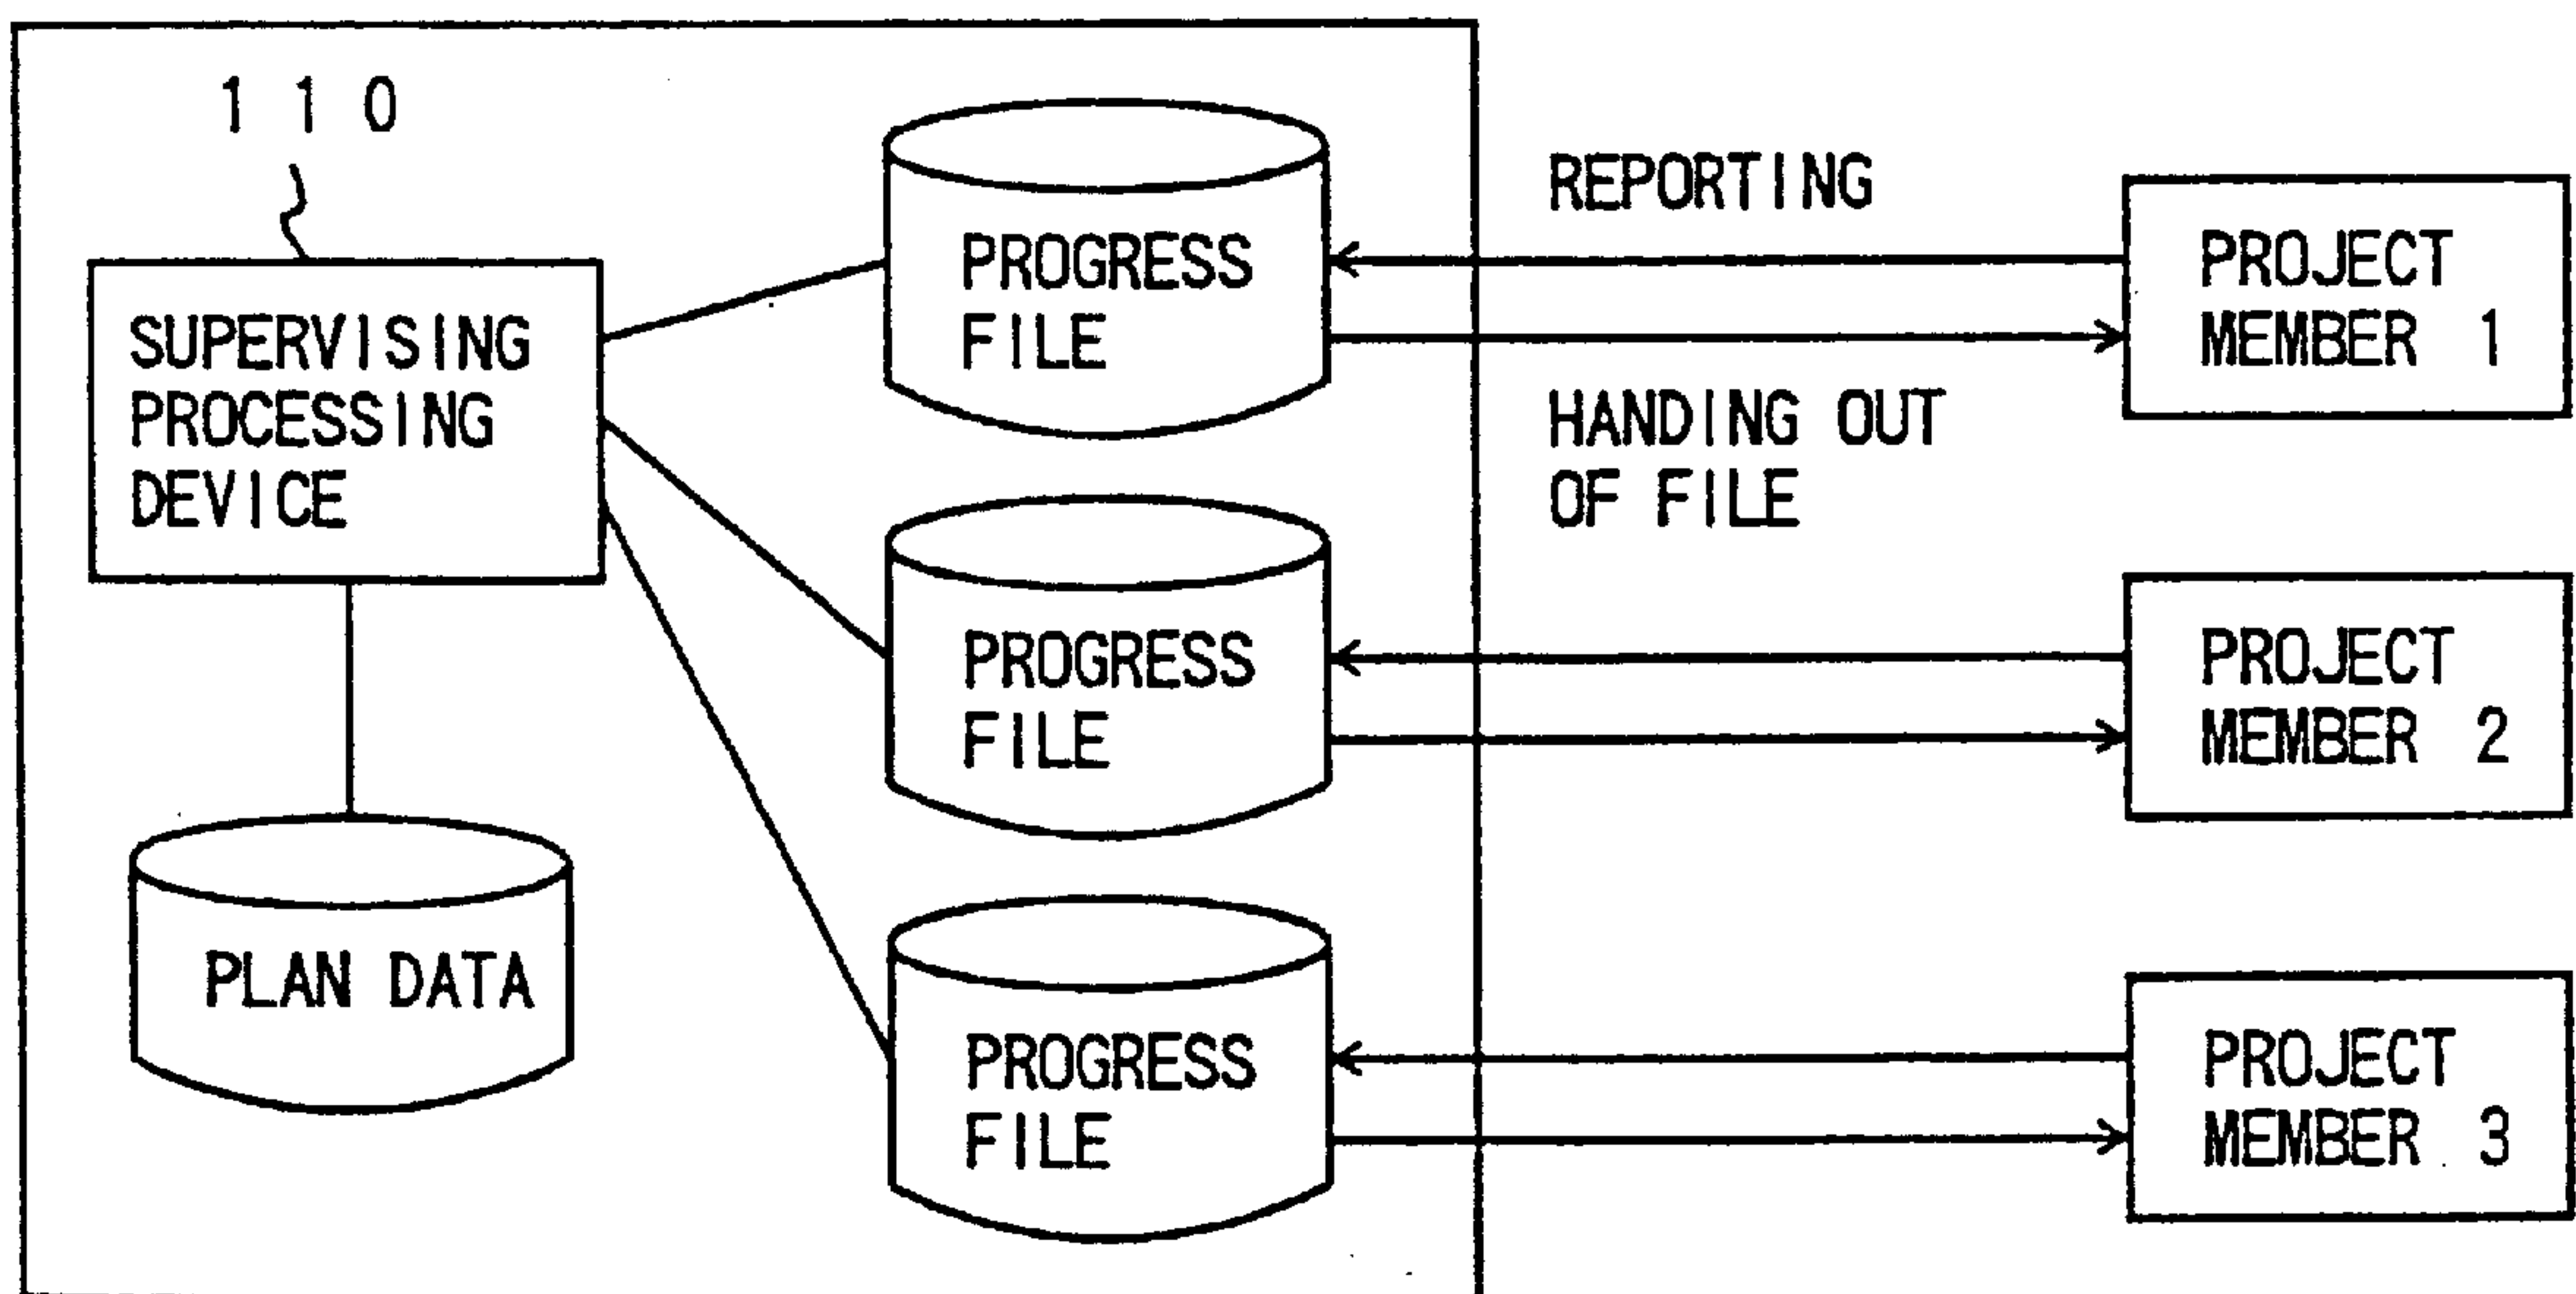 110
SUPERVISING
PROCESSING
DEVICE
PLAN DATA
PROGRESS
FILE
PROGRESS
FILE
PROGRESS
FILE
REPORTING
HANDING OUT
OF FILE
PROJECT
MEMBER 1
PROJECT
MEMBER 2
PROJECT
MEMBER 3